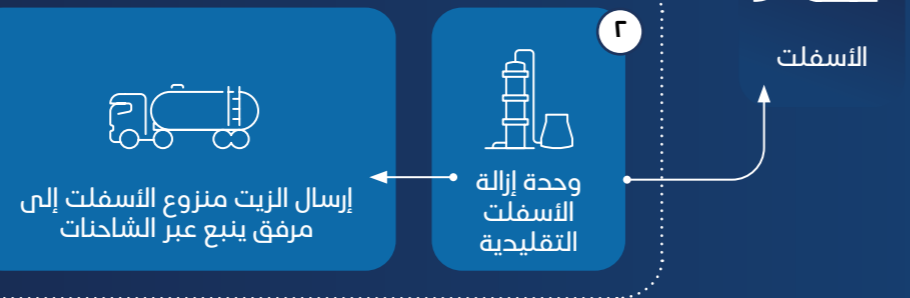 الأسفلت
٢
وحدة إزالة
الأسفلت
التقليدية
إرسال الزيت منزوع الأسفلت إلى
مرفق ينبع عبر الشاحنات